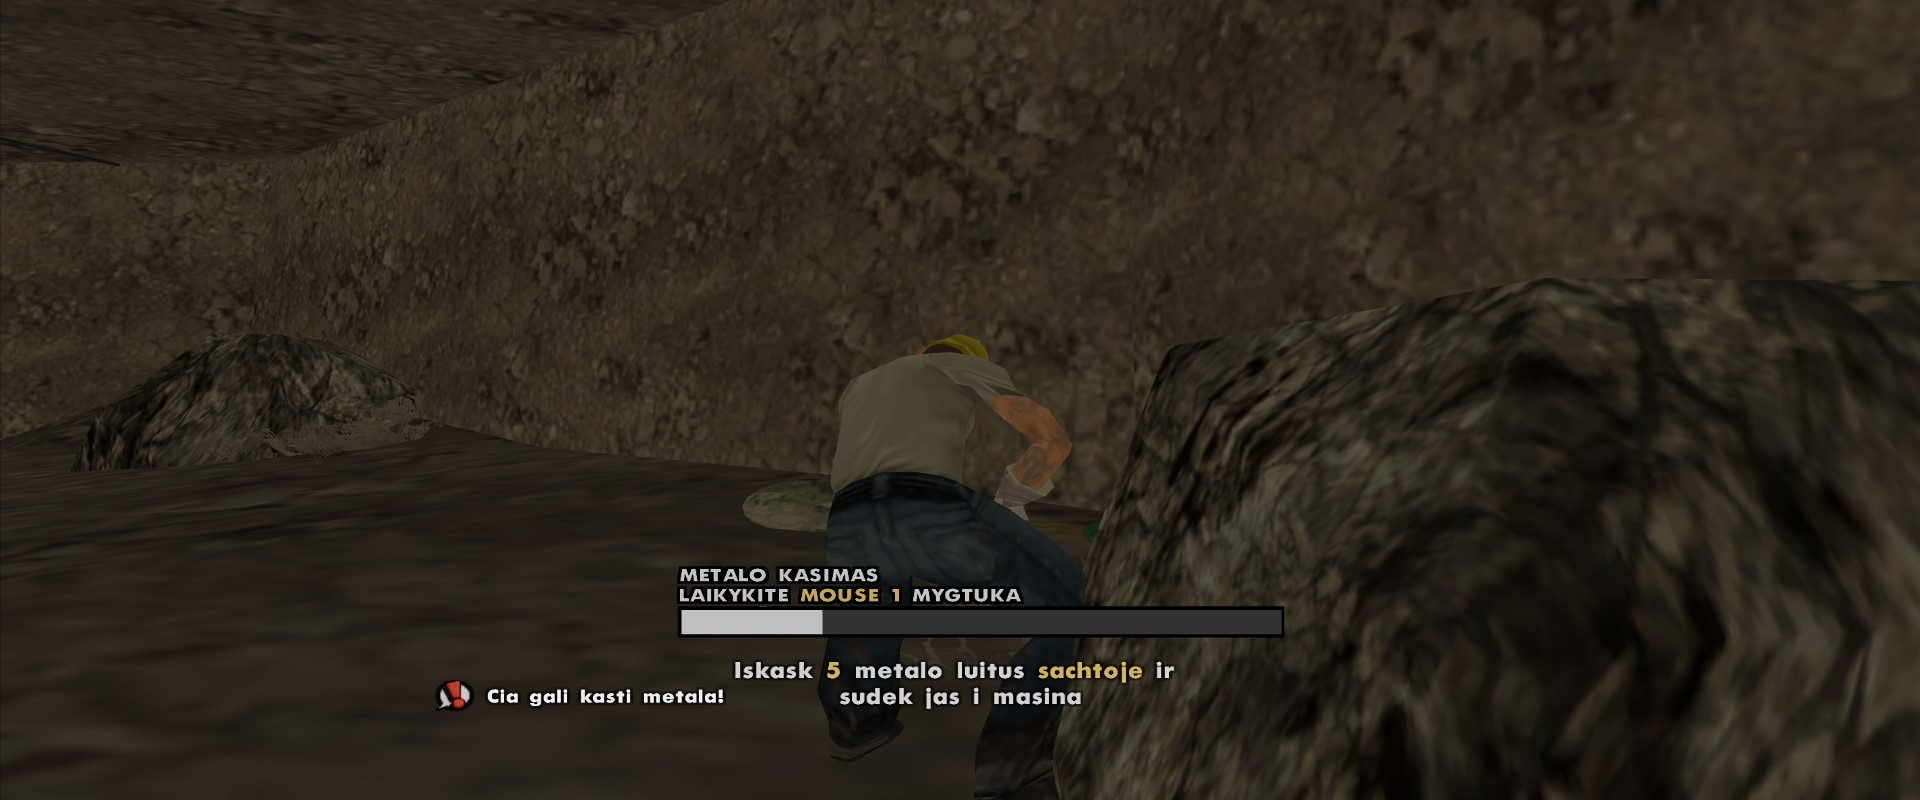 METALO KASIMAS
LAIKYKITE MOUSE 1 MYGTUKA
Iskask 5 metalo luitus sachtoje ir
sudek jas i masina
Cia gali kasti metala!